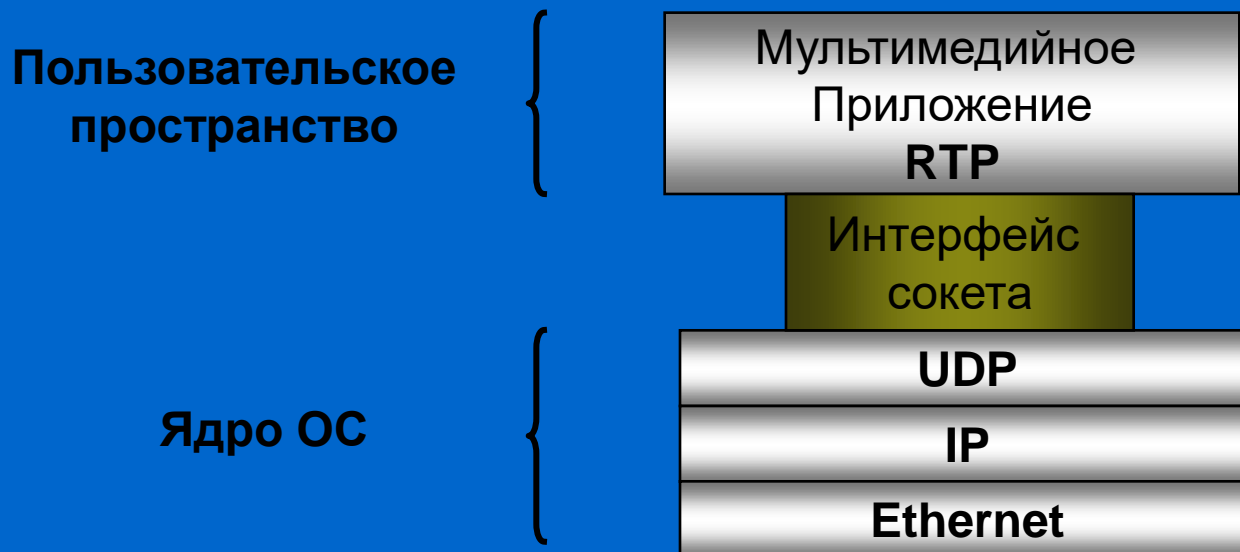 Пользовательское
пространство
Мультимедийное
Приложение
RTP
Интерфейс
сокета
Ядро ОС
UDP
IP
Ethernet